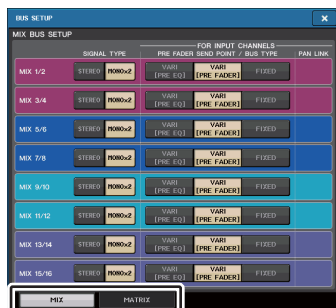 BUS SETUP
MIX BUS SETUP
FOR INPUT CHANNELS
SIGNAL TYPE PRE FADER SEND POINT / BUS TYPE PAN LINK
MIX 1/2 STEREO MONOx2 VARI [PRE EQ] VARI [PRE FADER] FIXED
MIX 3/4 STEREO MONOx2 VARI [PRE EQ] VARI [PRE FADER] FIXED
MIX 5/6 STEREO MONOx2 VARI [PRE EQ] VARI [PRE FADER] FIXED
MIX 7/8 STEREO MONOx2 VARI [PRE EQ] VARI [PRE FADER] FIXED
MIX 9/10 STEREO MONOx2 VARI [PRE EQ] VARI [PRE FADER] FIXED
MIX 11/12 STEREO MONOx2 VARI [PRE EQ] VARI [PRE FADER] FIXED
MIX 13/14 STEREO MONOx2 VARI [PRE EQ] VARI [PRE FADER] FIXED
MIX 15/16 STEREO MONOx2 VARI [PRE EQ] VARI [PRE FADER] FIXED
MIX MATRIX